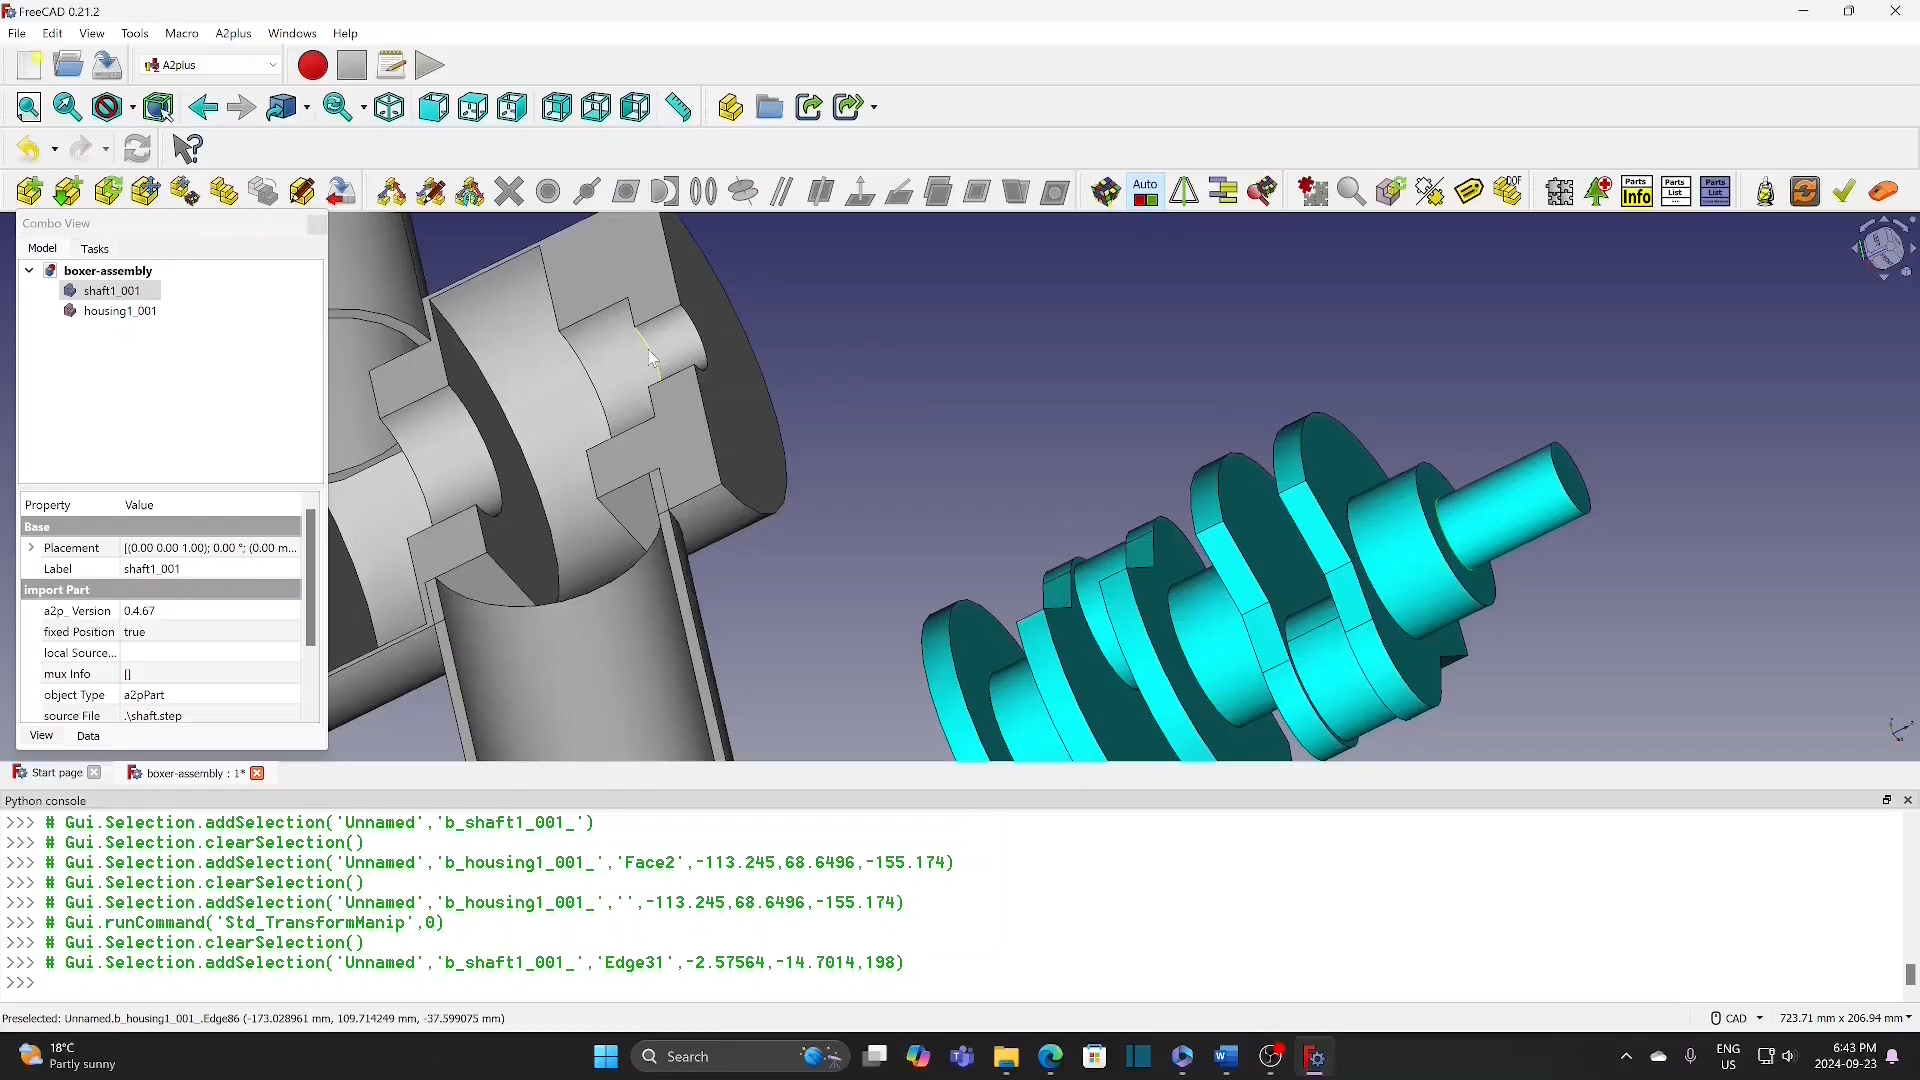 FreeCAD 0.21.2
File Edit View Tools Macro A2plus Windows Help
A2plus
Auto
DOF
Parts Info
Parts List
Parts List
Combo View
Model Tasks
boxer-assembly
shaft1_001
housing1_001
Property Value
Base
Placement [(0.00 0.00 1.00); 0.00 °; (0.00 m...
Label shaft1_001
import Part
a2p_ Version 0.4.67
fixed Position true
local Source...
mux Info []
object Type a2pPart
source File .\shaft.step
View Data
Start page
boxer-assembly : 1*
Python console
>>> # Gui.Selection.addSelection('Unnamed','b_shaft1_001_')
>>> # Gui.Selection.clearSelection()
>>> # Gui.Selection.addSelection('Unnamed','b_housing1_001_','Face2',-113.245,68.6496,-155.174)
>>> # Gui.Selection.clearSelection()
>>> # Gui.Selection.addSelection('Unnamed','b_housing1_001_','',-113.245,68.6496,-155.174)
>>> # Gui.runCommand('Std_TransformManip',0)
>>> # Gui.Selection.clearSelection()
>>> # Gui.Selection.addSelection('Unnamed','b_shaft1_001_','Edge31',-2.57564,-14.7014,198)
>>>
Preselected: Unnamed.b_housing1_001_.Edge86 (-173.028961 mm, 109.714249 mm, -37.599075 mm)
CAD
723.71 mm x 206.94 mm
18°C
Partly sunny
Search
ENG
US
6:43 PM
2024-09-23